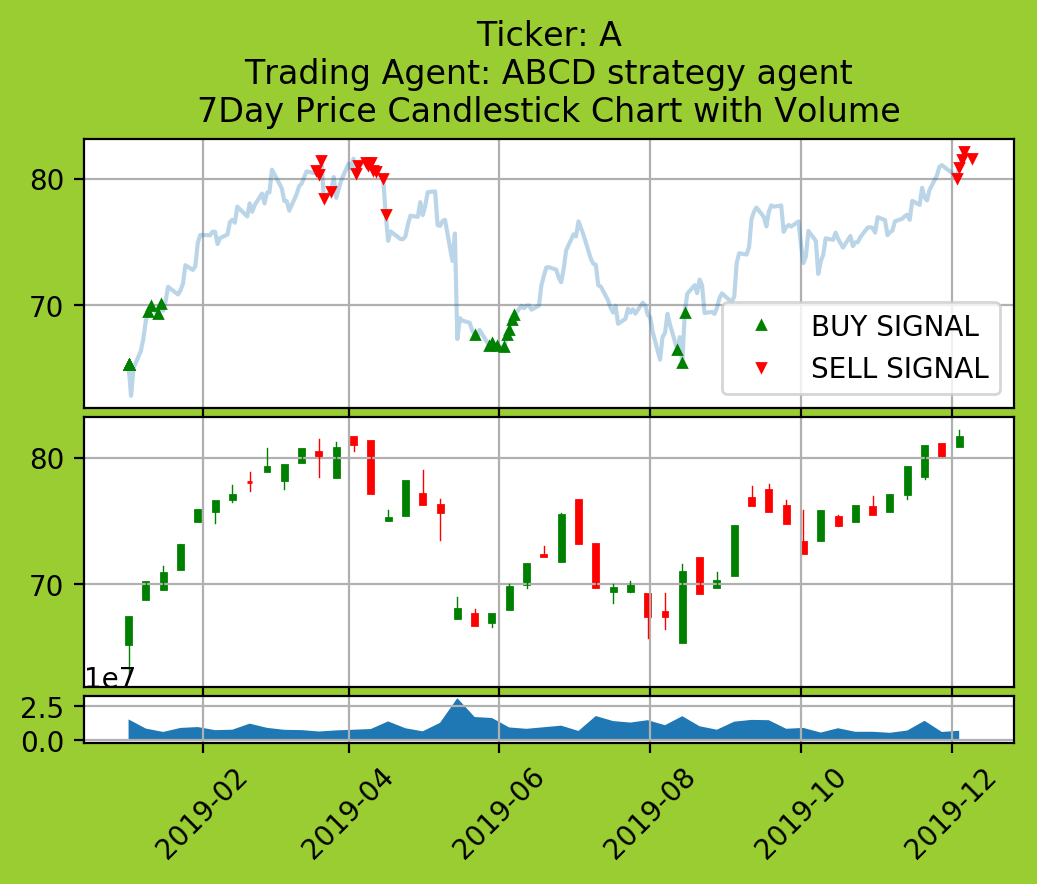 Ticker: A
Trading Agent: ABCD strategy agent
7Day Price Candlestick Chart with Volume
80
70
BUY SIGNAL
SELL SIGNAL
80
70
1e7
2.5
0.0
2019-02
2019-04
2019-06
2019-08
2019-10
2019-12